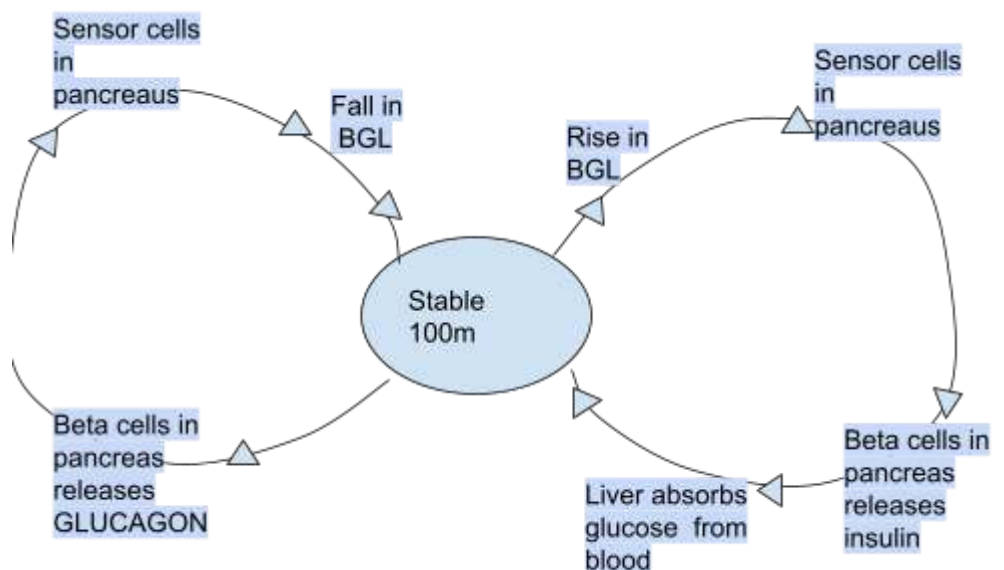 Sensor cells
in
pancreaus
Fall in
BGL
Rise in
BGL
Sensor cells
in
pancreaus
Stable
100m
Beta cells in
pancreas
releases
GLUCAGON
Liver absorbs
glucose from
blood
Beta cells in
pancreas
releases
insulin